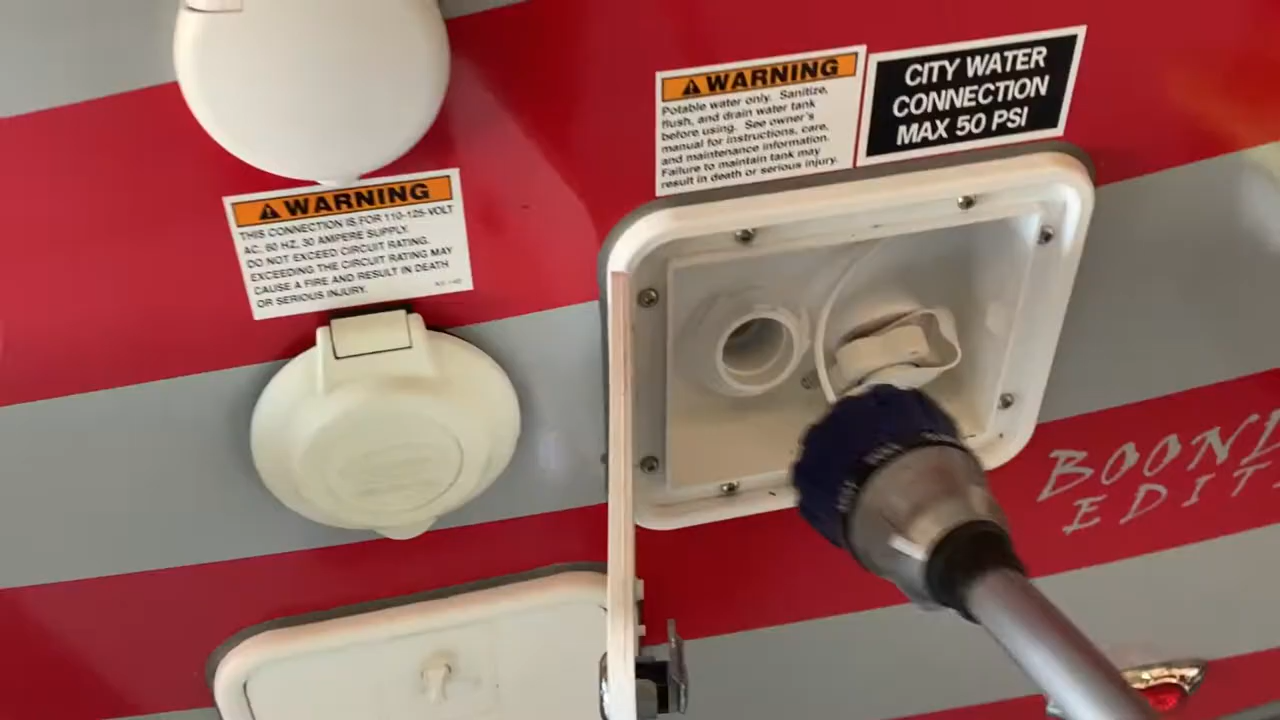 WARNING
Potable water only. Sanitize,
flush, and drain water tank
before using. See owner's
manual for instructions, care,
and maintenance information.
Failure to maintain tank may
result in death or serious injury.
CITY WATER
CONNECTION
MAX 50 PSI
WARNING
THIS CONNECTION IS FOR 110-125-VOLT
AC, 60 HZ, 30 AMPERE SUPPLY.
DO NOT EXCEED CIRCUIT RATING.
EXCEEDING THE CIRCUIT RATING MAY
CAUSE A FIRE AND RESULT IN DEATH
OR SERIOUS INJURY.
BOOND
EDIT